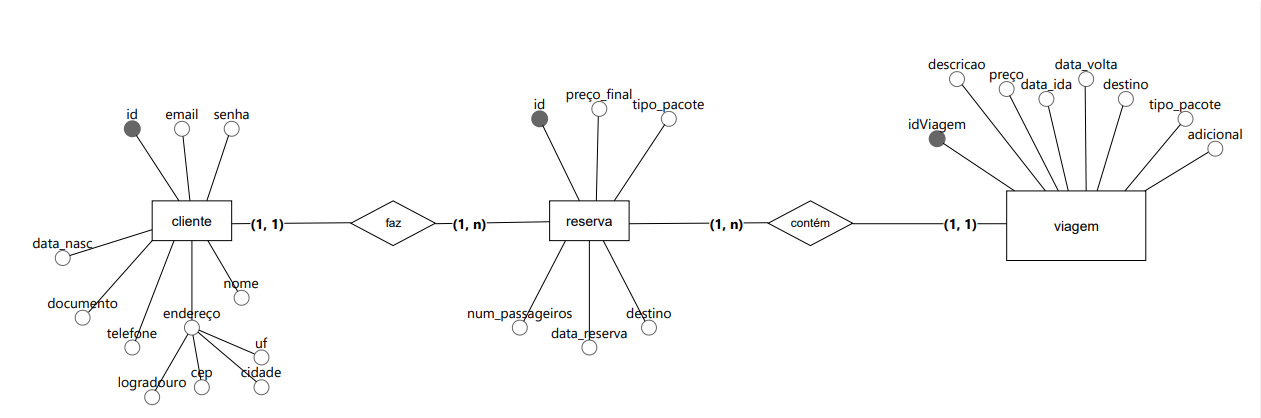 descricao
data_volta
preço
data_ida
destino
tipo_pacote
idViagem
adicional
id
email
senha
id
preço_final
tipo_pacote
cliente
(1, 1)
faz
(1, n)
reserva
(1, n)
contém
(1, 1)
viagem
data_nasc
nome
documento
endereço
telefone
uf
logradouro
cep
cidade
num_passageiros
destino
data_reserva